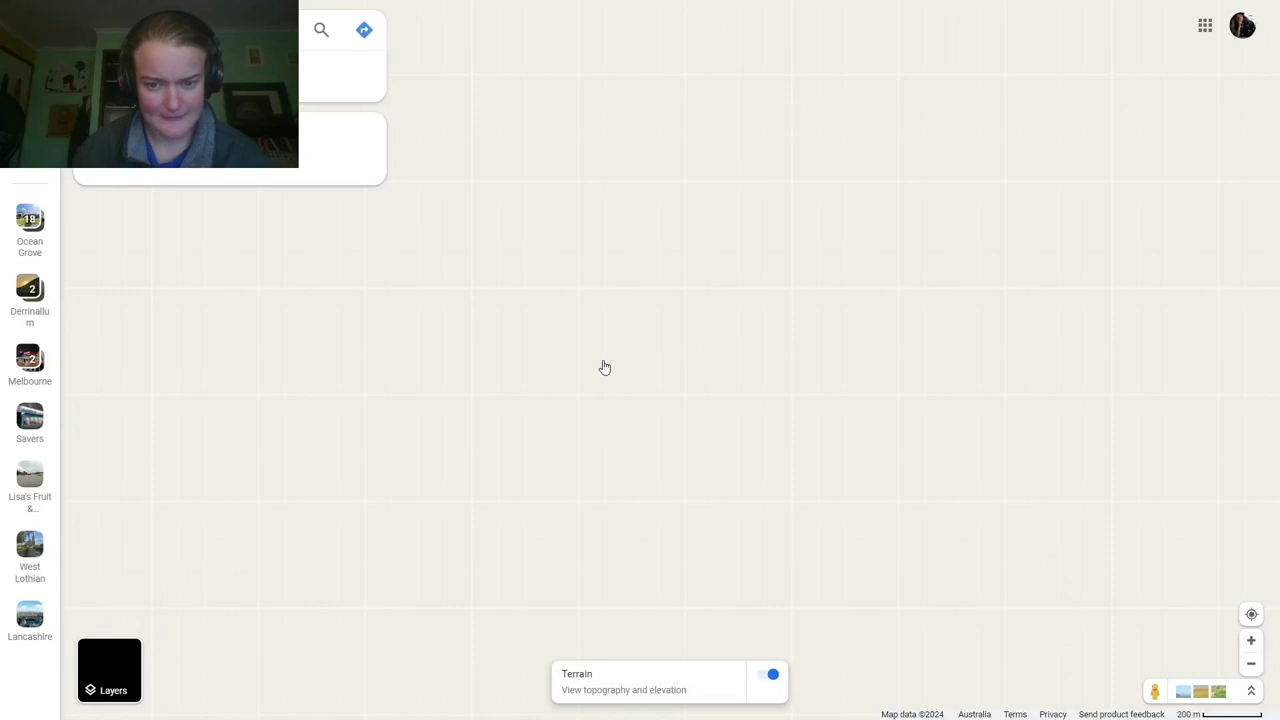 18
Ocean
Grove
2
Derrinallu
m
2
Melbourne
Savers
Lisa's Fruit
&...
West
Lothian
Lancashire
Layers
Terrain
View topography and elevation
Map data ©2024
Australia
Terms
Privacy
Send product feedback
200 m